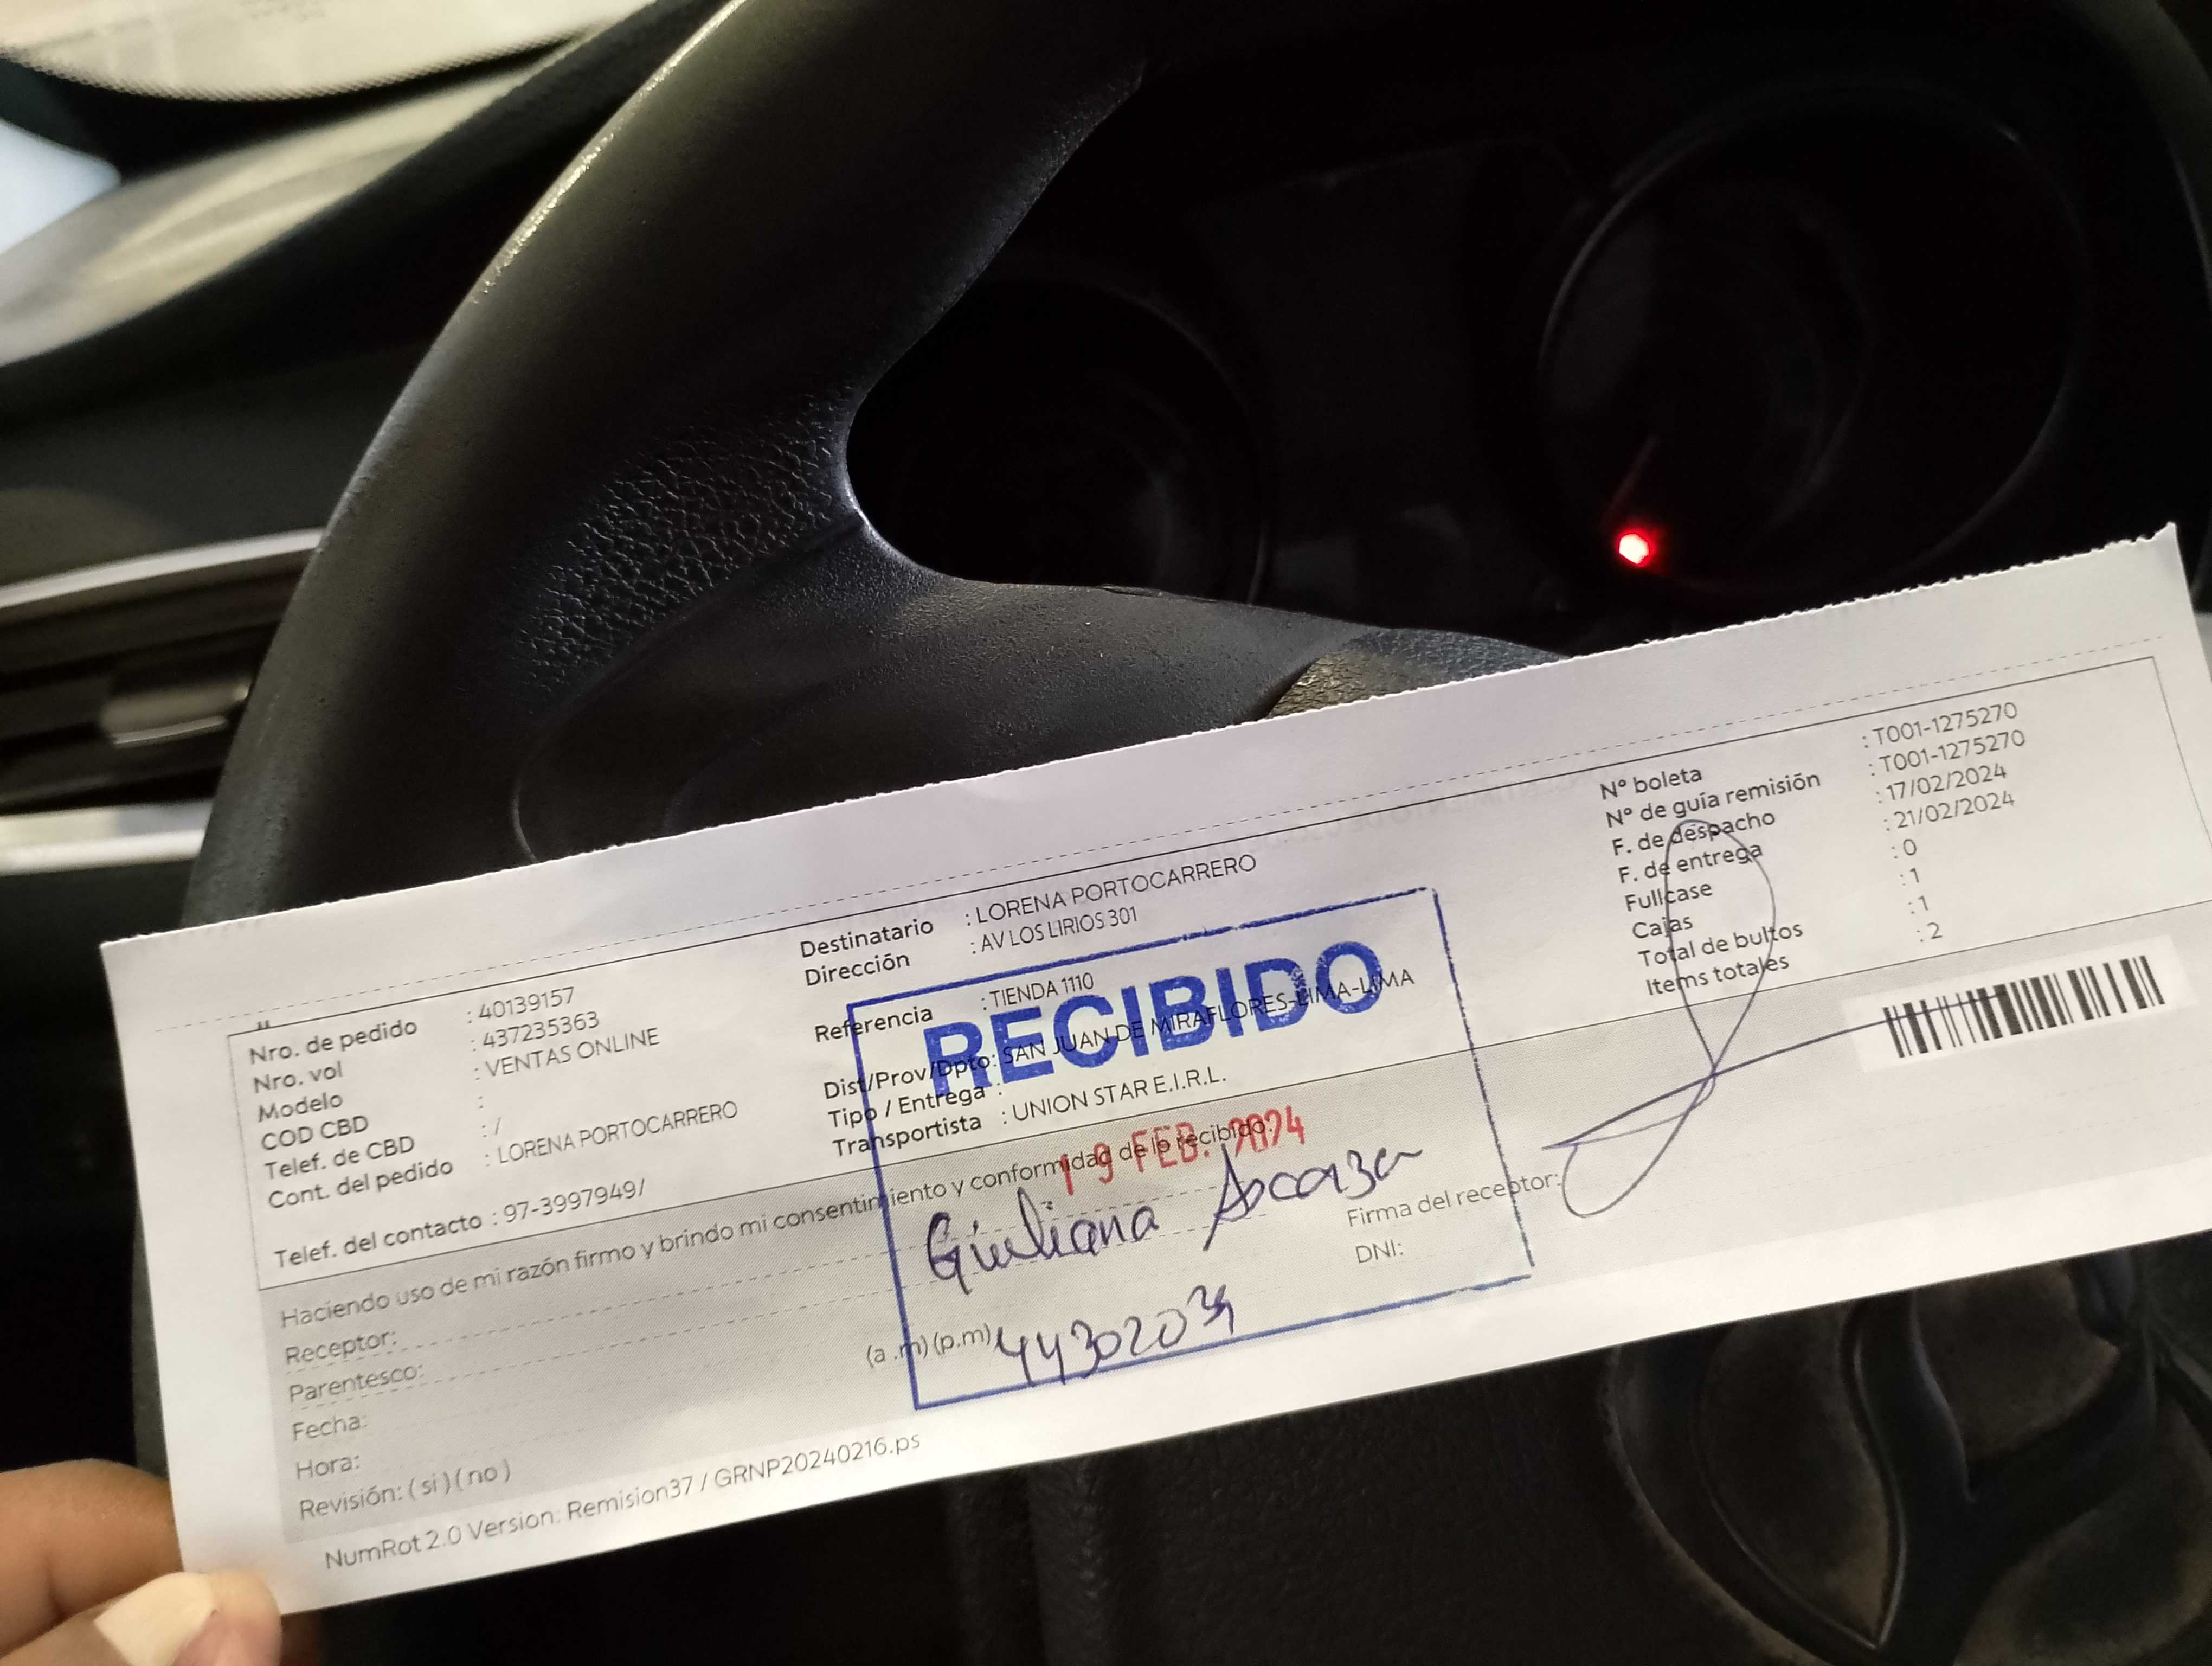 Nro. de pedido : 40139157
Nro. vol : 437235363
Modelo : VENTAS ONLINE
COD CBD :
Telef. de CBD : /
Cont. del pedido : LORENA PORTOCARRERO
Telef. del contacto : 97-3997949/
Destinatario : LORENA PORTOCARRERO
Dirección : AV LOS LIRIOS 301
Referencia : TIENDA 1110
Dist/Prov/Dpto: SAN JUAN DE MIRAFLORES-LIMA-LIMA
Tipo / Entrega :
Transportista : UNION STAR E.I.R.L.
N° boleta : T001-1275270
N° de guía remisión : T001-1275270
F. de despacho : 17/02/2024
F. de entrega : 21/02/2024
Fullcase : 0
Cajas : 1
Total de bultos : 1
Items totales : 2
RECIBIDO
19 FEB. 2024
Haciendo uso de mi razón firmo y brindo mi consentimiento y conformidad de lo recibido:
Receptor:
Giuliana
Firma del receptor:
Parentesco:
DNI:
Fecha:
Hora: (a .m) (p.m)
44302034
Revisión: ( si ) ( no )
NumRot 2.0 Version: Remision37 / GRNP20240216.ps